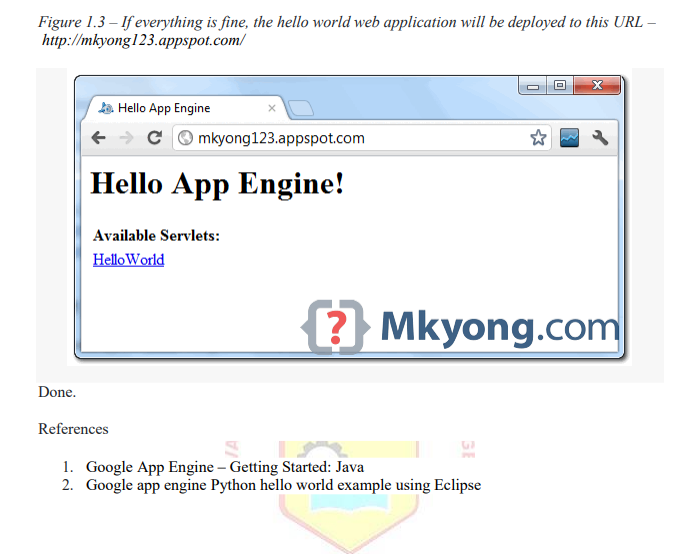 Figure 1.3 – If everything is fine, the hello world web application will be deployed to this URL –
http://mkyong123.appspot.com/
Hello App Engine
mkyong123.appspot.com
Hello App Engine!
Available Servlets:
HelloWorld
{?} Mkyong.com
Done.
References
1. Google App Engine – Getting Started: Java
2. Google app engine Python hello world example using Eclipse